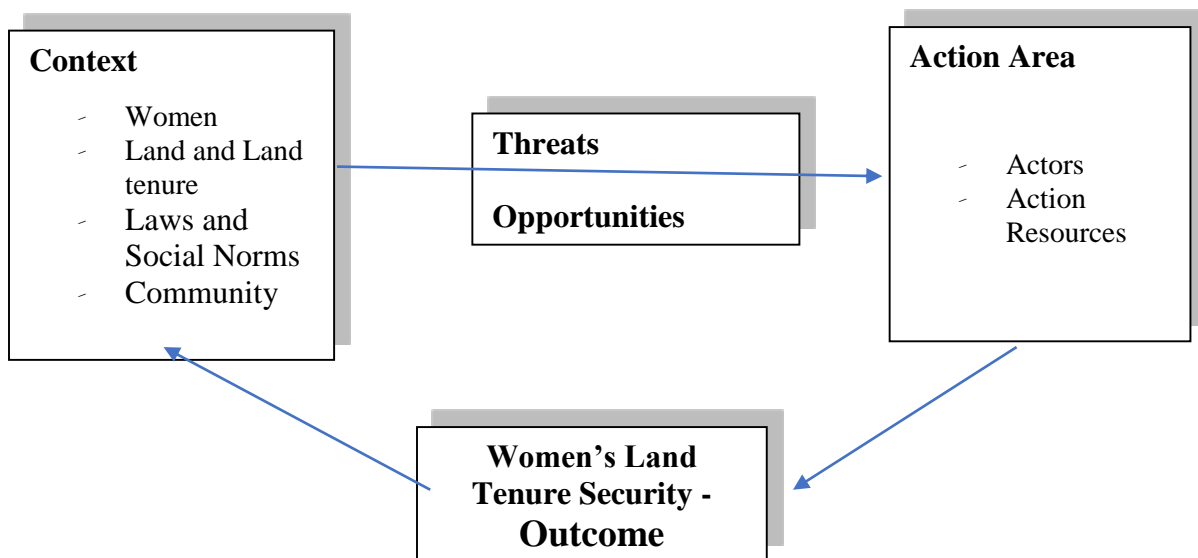 Context
- Women
- Land and Land
tenure
- Laws and
Social Norms
- Community
Threats
Opportunities
Action Area
- Actors
- Action
Resources
Women’s Land
Tenure Security -
Outcome